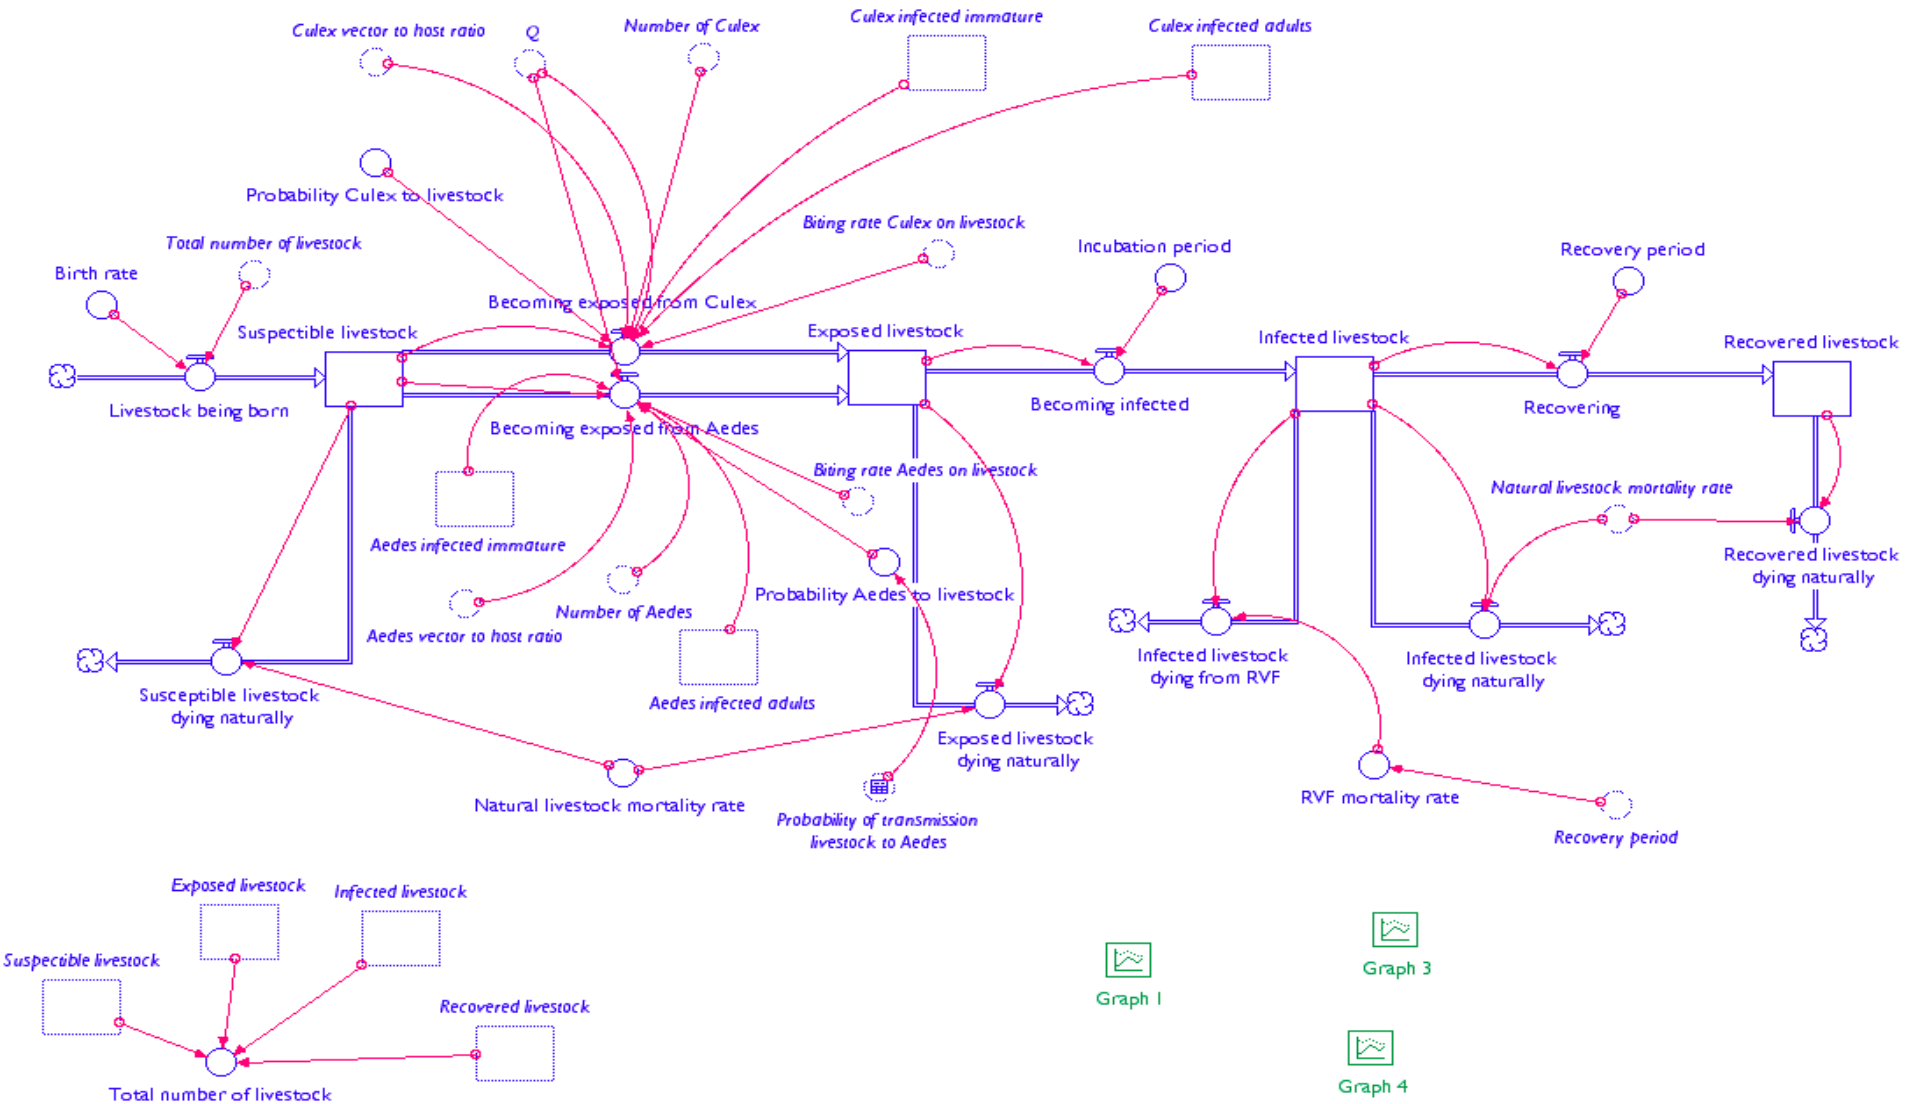 Culex vector to host ratio
Q
Number of Culex
Culex infected immature
Culex infected adults
Probability Culex to livestock
Biting rate Culex on livestock
Total number of livestock
Birth rate
Incubation period
Recovery period
Becoming exposed from Culex
Suspectible livestock
Exposed livestock
Infected livestock
Recovered livestock
Livestock being born
Becoming infected
Recovering
Becoming exposed from Aedes
Biting rate Aedes on livestock
Natural livestock mortality rate
Aedes infected immature
Recovered livestock
dying naturally
Probability Aedes to livestock
Number of Aedes
Aedes vector to host ratio
Infected livestock
dying from RVF
Infected livestock
dying naturally
Susceptible livestock
dying naturally
Aedes infected adults
Exposed livestock
dying naturally
Natural livestock mortality rate
RVF mortality rate
Probability of transmission
livestock to Aedes
Recovery period
Exposed livestock
Infected livestock
Suspectible livestock
Recovered livestock
Total number of livestock
Graph 1
Graph 3
Graph 4